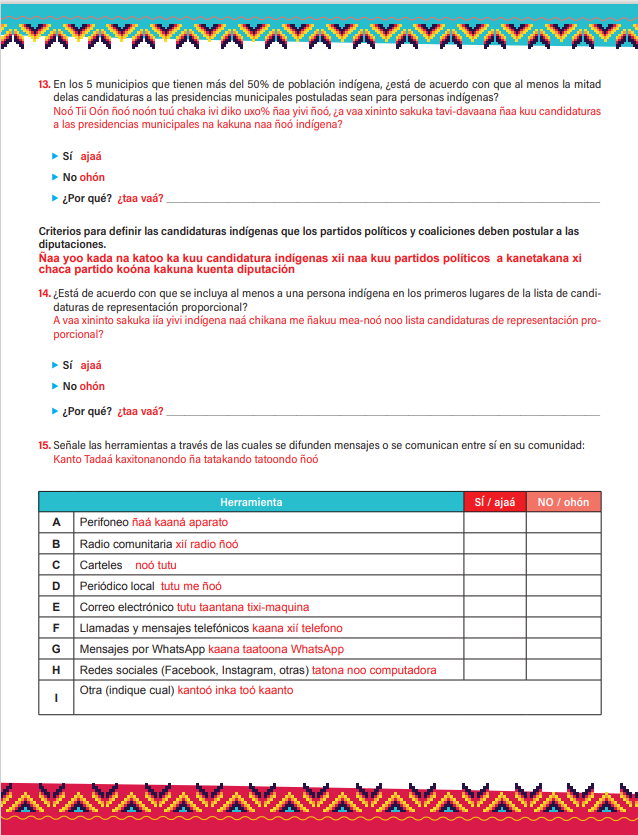 13. En los 5 municipios que tienen más del 50% de población indígena, ¿está de acuerdo con que al menos la mitad
delas candidaturas a las presidencias municipales postuladas sean para personas indígenas?
Noó Tii Oón ñoó noón tuú chaka ivi diko uxo% ñaa yivi ñoó, ¿a vaa xininto sakuka tavi-davaana ñaa kuu candidaturas
a las presidencias municipales na kakuna naa ñoó indígena?
Sí ajaá
No ohón
¿Por qué? ¿taa vaá?
Criterios para definir las candidaturas indígenas que los partidos políticos y coaliciones deben postular a las
diputaciones.
Ñaa yoo kada na katoo ka kuu candidatura indígenas xii naa kuu partidos políticos a kanetakana xi
chaca partido koóna kakuna kuenta diputación
14. ¿Está de acuerdo con que se incluya al menos a una persona indígena en los primeros lugares de la lista de candi-
daturas de representación proporcional?
A vaa xininto sakuka iía yivi indígena naá chikana me ñakuu mea-noó noo lista candidaturas de representación pro-
porcional?
Sí ajaá
No ohón
¿Por qué? ¿taa vaá?
15. Señale las herramientas a través de las cuales se difunden mensajes o se comunican entre sí en su comunidad:
Kanto Tadaá kaxitonanondo ña tatakando tatoondo ñoó
Herramienta SÍ / ajaá NO / ohón
A Perifoneo ñaá kaaná aparato
B Radio comunitaria xií radio ñoó
C Carteles noó tutu
D Periódico local tutu me ñoó
E Correo electrónico tutu taantana tixi-maquina
F Llamadas y mensajes telefónicos kaana xií telefono
G Mensajes por WhatsApp kaana taatoona WhatsApp
H Redes sociales (Facebook, Instagram, otras) tatona noo computadora
I Otra (indique cual) kantoó inka toó kaanto